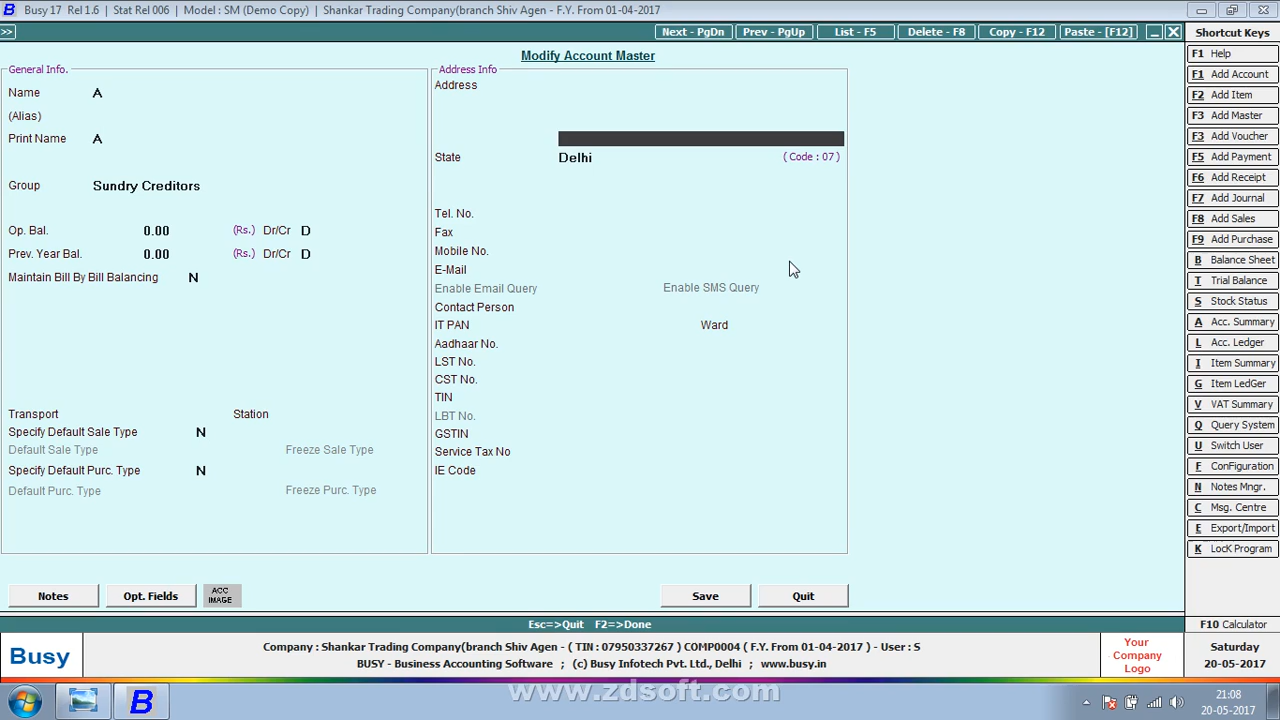 Busy 17 Rel 1.6 | Stat Rel 006 | Model : SM (Demo Copy) | Shankar Trading Company(branch Shiv Agen - F.Y. From 01-04-2017
>> Next - PgDn Prev - PgUp List - F5 Delete - F8 Copy - F12 Paste - [F12]
Modify Account Master
General Info.
Name A
(Alias)
Print Name A
Group Sundry Creditors
Op. Bal. 0.00 (Rs.) Dr/Cr D
Prev. Year Bal. 0.00 (Rs.) Dr/Cr D
Maintain Bill By Bill Balancing N
Transport Station
Specify Default Sale Type N
Default Sale Type Freeze Sale Type
Specify Default Purc. Type N
Default Purc. Type Freeze Purc. Type
Address Info
Address
State Delhi ( Code : 07 )
Tel. No.
Fax
Mobile No.
E-Mail
Enable Email Query Enable SMS Query
Contact Person
IT PAN Ward
Aadhaar No.
LST No.
CST No.
TIN
LBT No.
GSTIN
Service Tax No
IE Code
Notes Opt. Fields ACC IMAGE Save Quit
Esc=>Quit F2=>Done
Shortcut Keys
F1 Help
F1 Add Account
F2 Add Item
F3 Add Master
F3 Add Voucher
F5 Add Payment
F6 Add Receipt
F7 Add Journal
F8 Add Sales
F9 Add Purchase
B Balance Sheet
T Trial Balance
S Stock Status
A Acc. Summary
L Acc. Ledger
I Item Summary
G Item LedGer
V VAT Summary
Q Query System
U Switch User
F ConFiguration
N Notes Mngr.
C Msg. Centre
E Export/Import
K LocK Program
F10 Calculator
Busy
Company : Shankar Trading Company(branch Shiv Agen - ( TIN : 07950337267 ) COMP0004 ( F.Y. From 01-04-2017 ) - User : S
BUSY - Business Accounting Software ; (c) Busy Infotech Pvt. Ltd., Delhi ; www.busy.in
Your
Company
Logo
Saturday
20-05-2017
www.zdsoft.com
B
21:08
20-05-2017